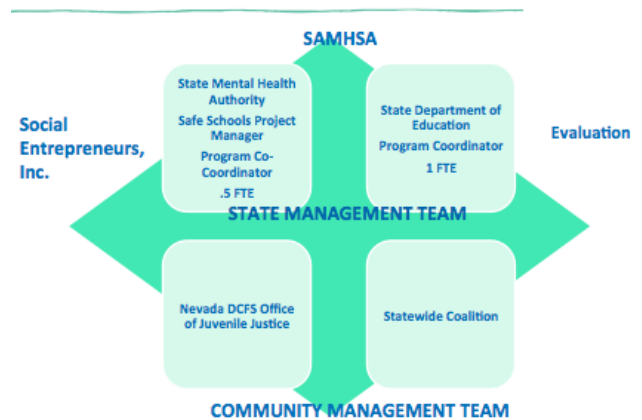 SAMHSA
State Mental Health
Authority
Safe Schools Project
Manager
Program Co-
Coordinator
.5 FTE
State Department of
Education
Program Coordinator
1 FTE
Social
Entrepreneurs,
Inc.
Evaluation
STATE MANAGEMENT TEAM
Nevada DCFS Office
of Juvenile Justice
Statewide Coalition
COMMUNITY MANAGEMENT TEAM